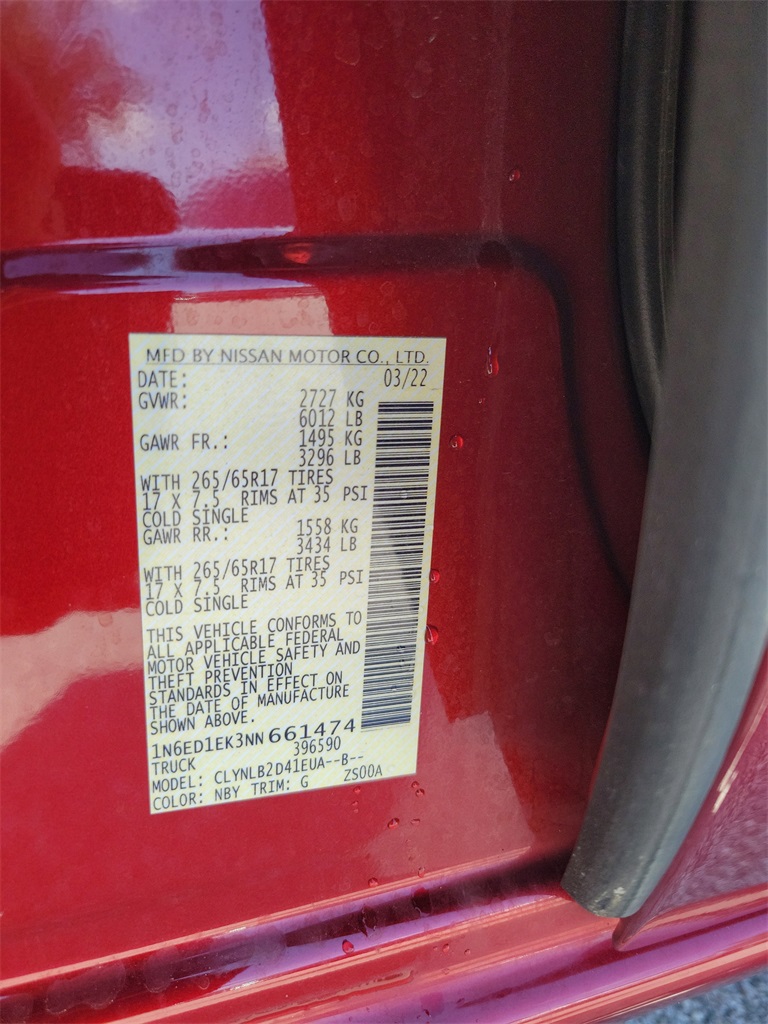 MFD BY NISSAN MOTOR CO., LTD.
DATE: 03/22
GVWR: 2727 KG
6012 LB
GAWR FR.: 1495 KG
3296 LB
WITH 265/65R17 TIRES
17 X 7.5 RIMS AT 35 PSI
COLD SINGLE
GAWR RR.: 1558 KG
3434 LB
WITH 265/65R17 TIRES
17 X 7.5 RIMS AT 35 PSI
COLD SINGLE
THIS VEHICLE CONFORMS TO
ALL APPLICABLE FEDERAL
MOTOR VEHICLE SAFETY AND
THEFT PREVENTION
STANDARDS IN EFFECT ON
THE DATE OF MANUFACTURE
SHOWN ABOVE.
1N6ED1EK3NN661474
TRUCK 396590
MODEL: CLYNLB2D41EUA--B--
COLOR: NBY TRIM: G ZS00A